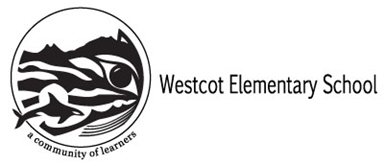 Westcot Elementary School
a community of learners